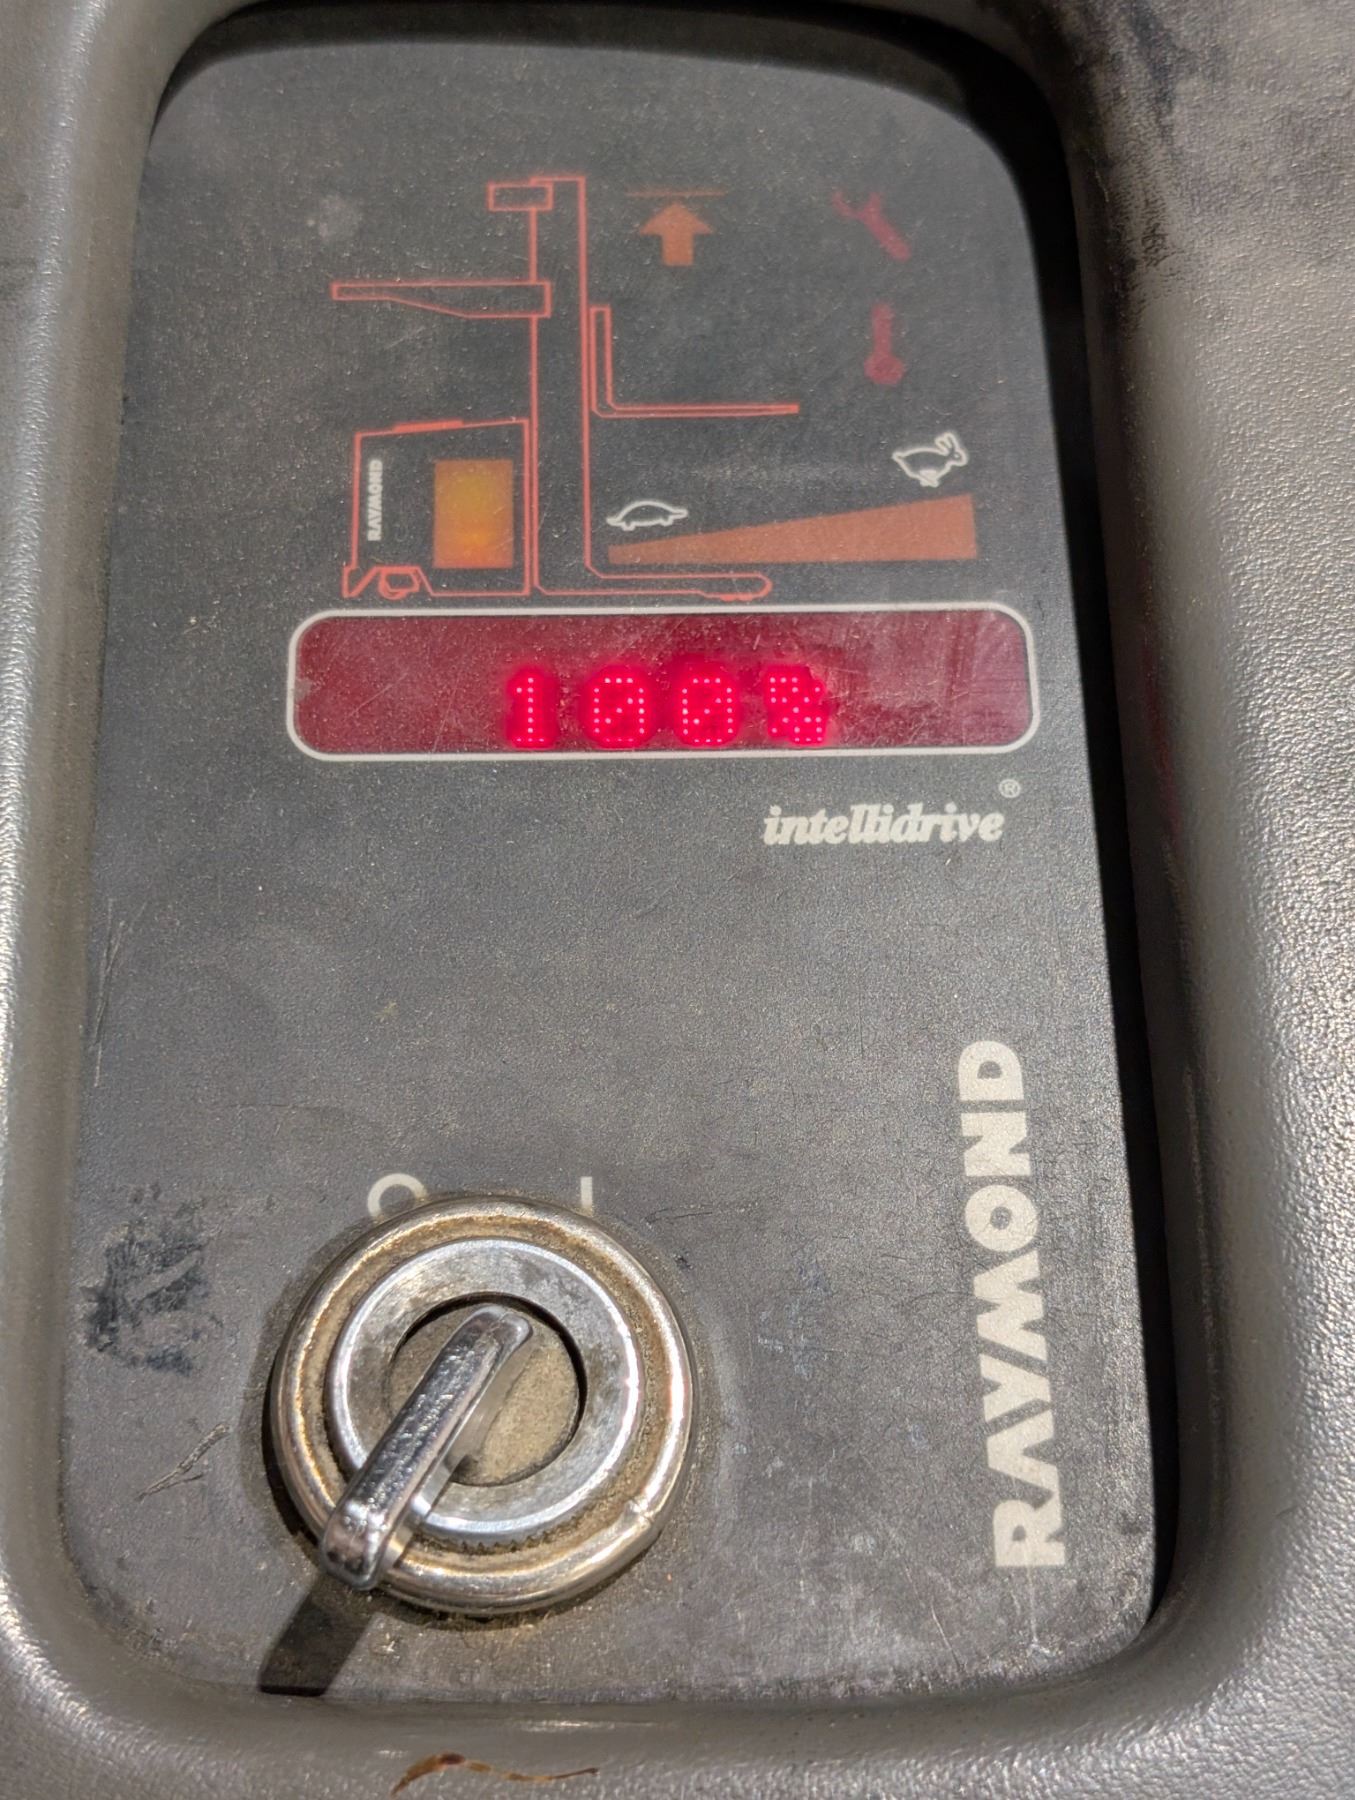 RAYMOND
100%
intellidrive®
O I
RAYMOND